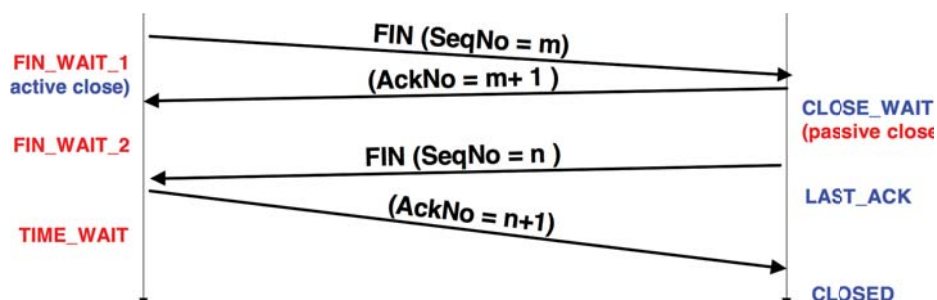 FIN (SeqNo = m)
FIN_WAIT_1
active close)
(AckNo = m+ 1 )
CLOSE_WAIT
(passive close
FIN_WAIT_2
FIN (SeqNo = n )
LAST_ACK
(AckNo = n+1)
TIME_WAIT
CLOSED